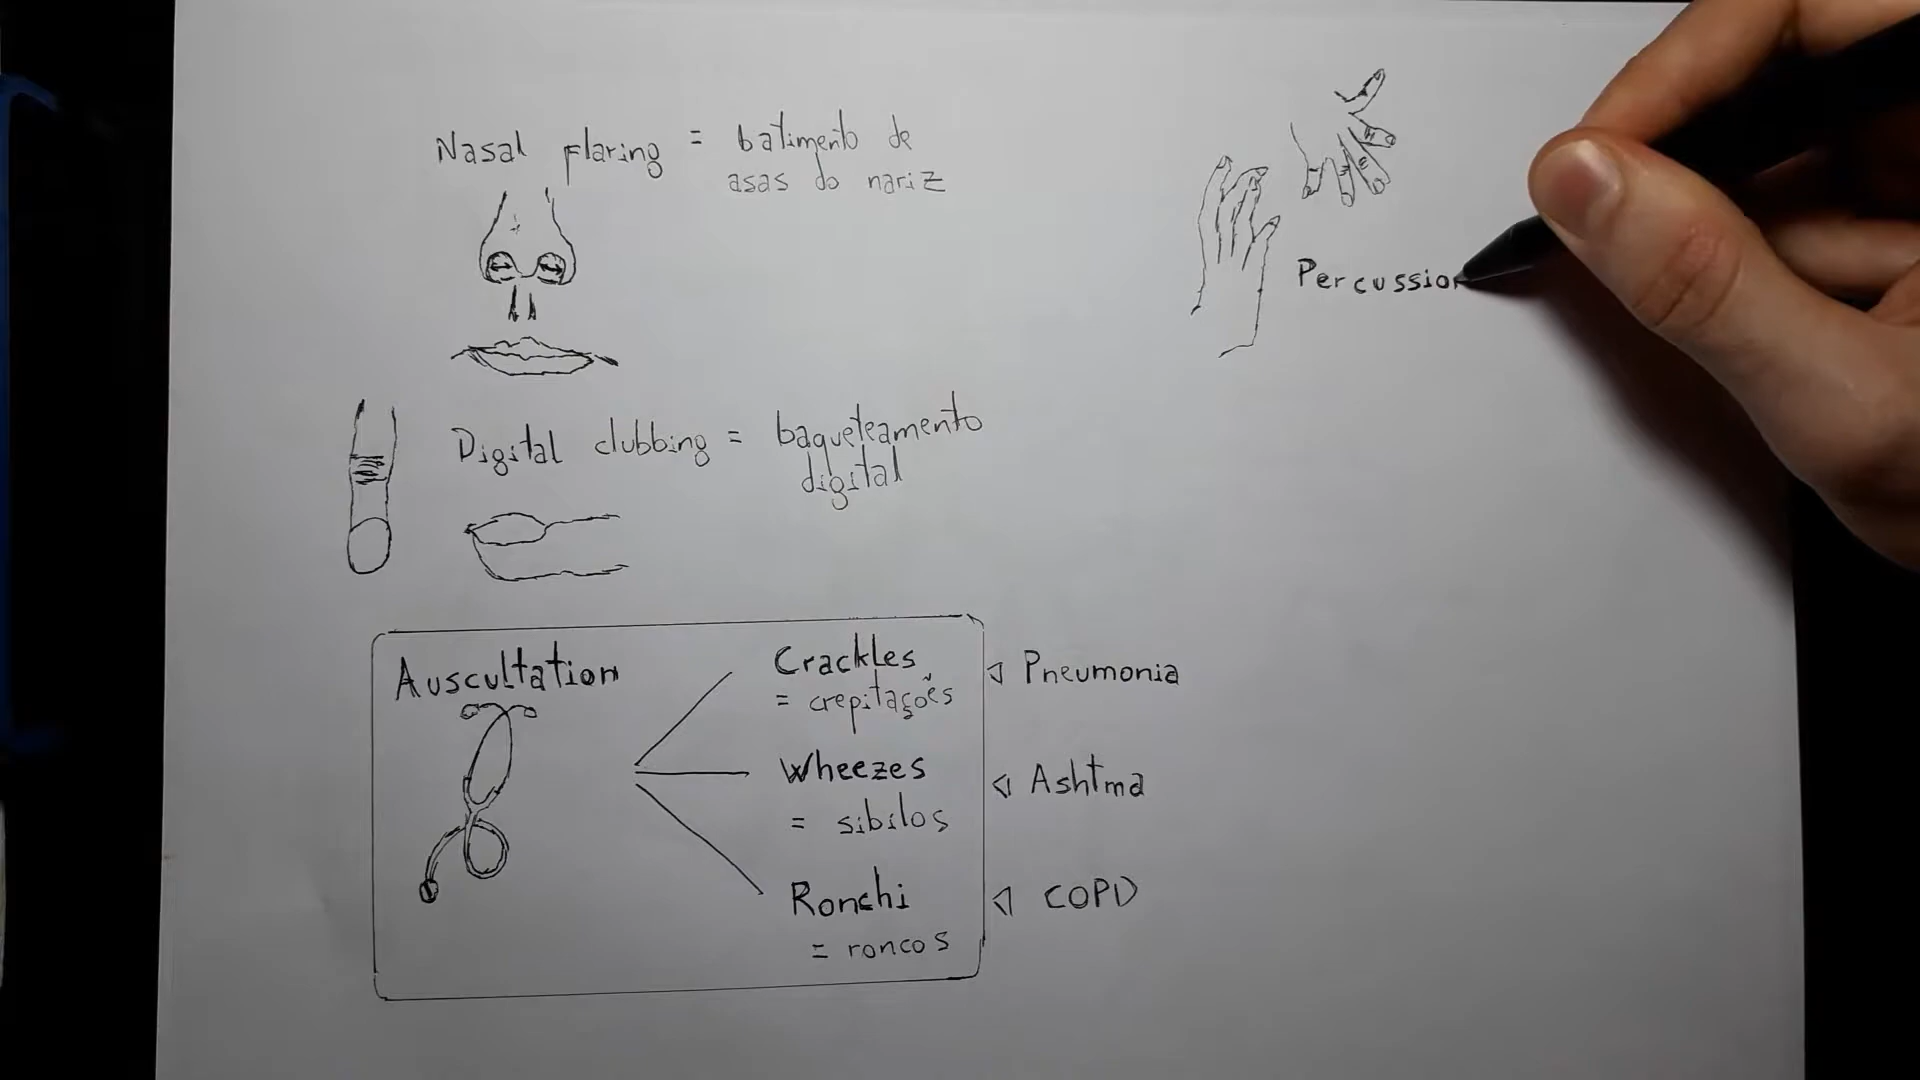 Nasal flaring = batimento de
asas do nariz
Percussion
Digital clubbing = baqueteamento
digital
Auscultation
Crackles
= crepitações
Pneumonia
Wheezes
= sibilos
Ashtma
Ronchi
= roncos
COPD